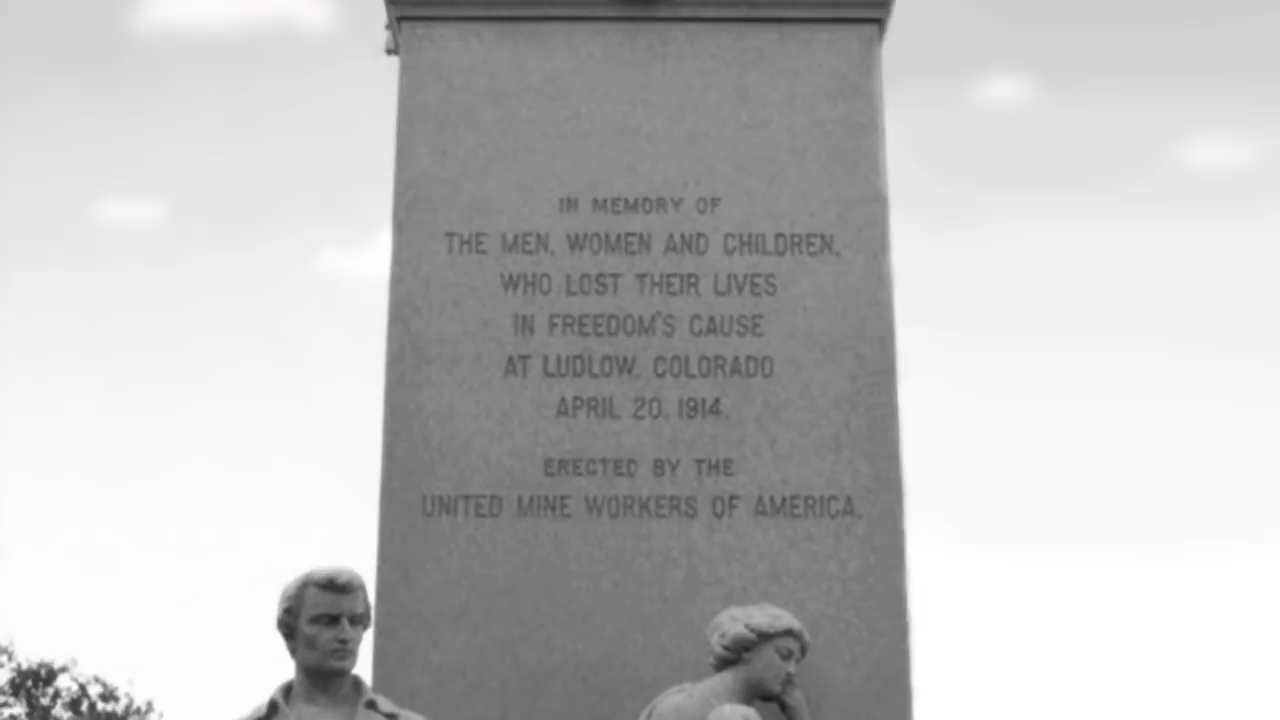 IN MEMORY OF
THE MEN, WOMEN AND CHILDREN,
WHO LOST THEIR LIVES
IN FREEDOM'S CAUSE
AT LUDLOW, COLORADO
APRIL 20, 1914.
ERECTED BY THE
UNITED MINE WORKERS OF AMERICA.